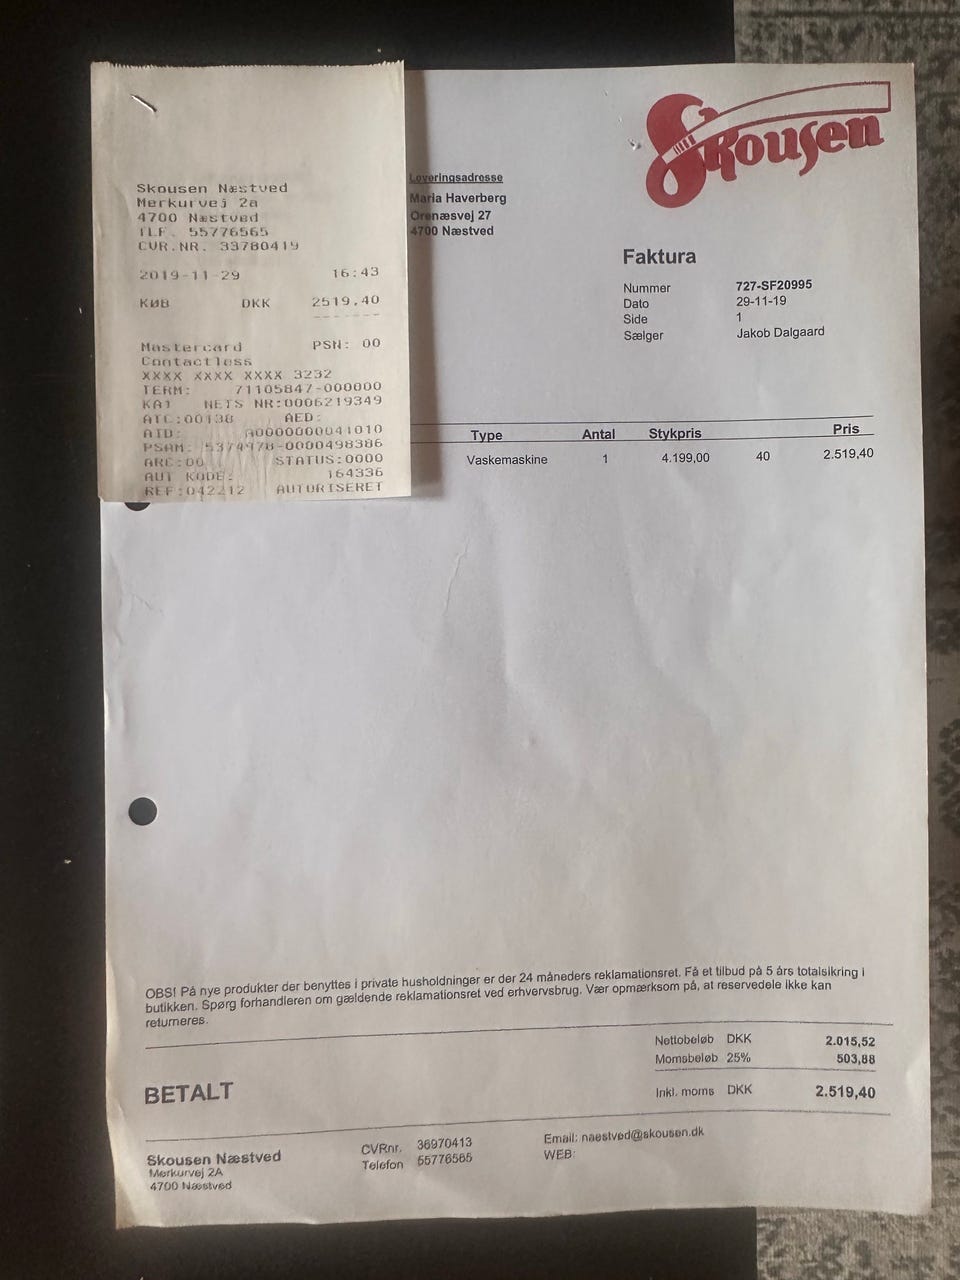 Skousen Næstved
Merkurvej 2a
4700 Næstved
TLF. 55776565
CVR.NR. 33780419
2019-11-29 16:43
KØB DKK 2519,40
-------
Mastercard PSN: 00
Contactless
XXXX XXXX XXXX 3232
TERM: 71105847-000000
KA1 NETS NR:0006219349
ATC:00138 AED:
AID: A0000000041010
PSAM: 5374978-0000498386
ARC:00 STATUS:0000
AUT KODE: 164336
REF:042212 AUTORISERET
Skousen
Leveringsadresse
Maria Haverberg
Orenæsvej 27
4700 Næstved
Faktura
Nummer 727-SF20995
Dato 29-11-19
Side 1
Sælger Jakob Dalgaard
Type Antal Stykpris Pris
Vaskemaskine 1 4.199,00 40 2.519,40
OBS! På nye produkter der benyttes i private husholdninger er der 24 måneders reklamationsret. Få et tilbud på 5 års totalsikring i
butikken. Spørg forhandleren om gældende reklamationsret ved erhvervsbrug. Vær opmærksom på, at reservedele ikke kan
returneres.
Nettobeløb DKK 2.015,52
Momsbeløb 25% 503,88
BETALT
Inkl. moms DKK 2.519,40
Skousen Næstved
Merkurvej 2A
4700 Næstved
CVRnr. 36970413
Telefon 55776565
Email: naestved@skousen.dk
WEB: